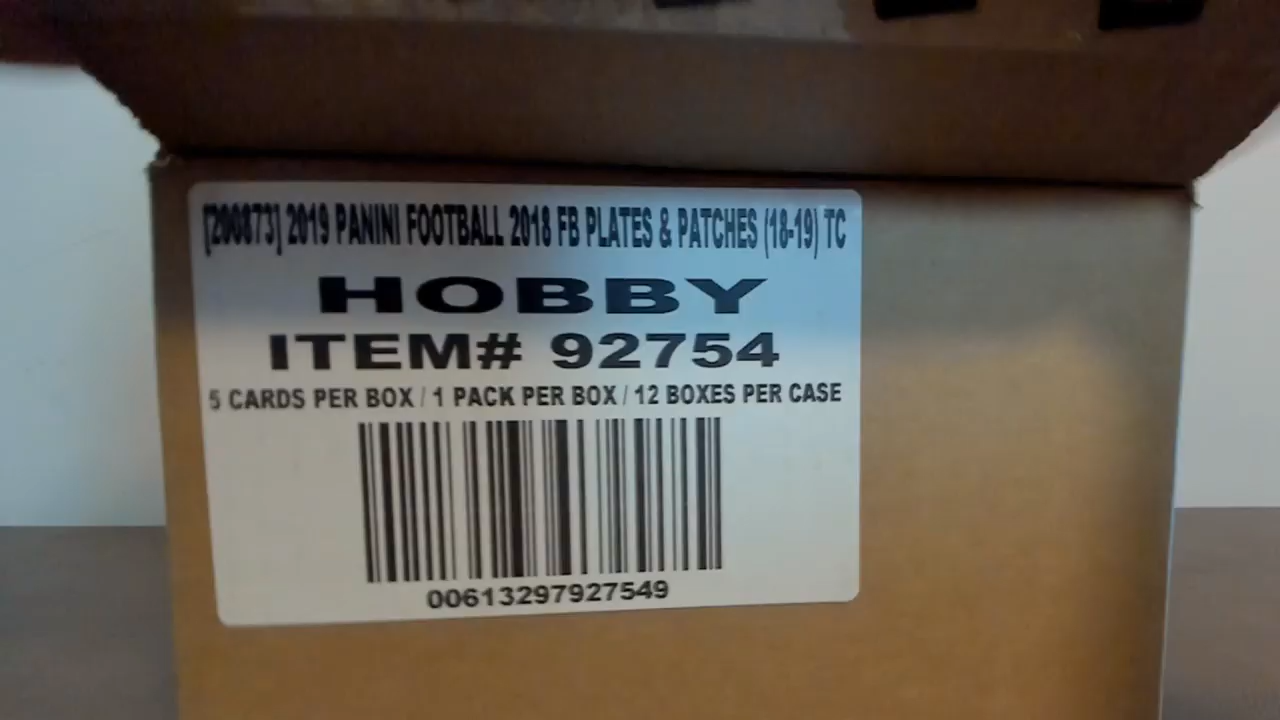 [200873] 2019 PANINI FOOTBALL 2018 FB PLATES & PATCHES (18-19) TC
HOBBY
ITEM# 92754
5 CARDS PER BOX / 1 PACK PER BOX / 12 BOXES PER CASE
00613297927549